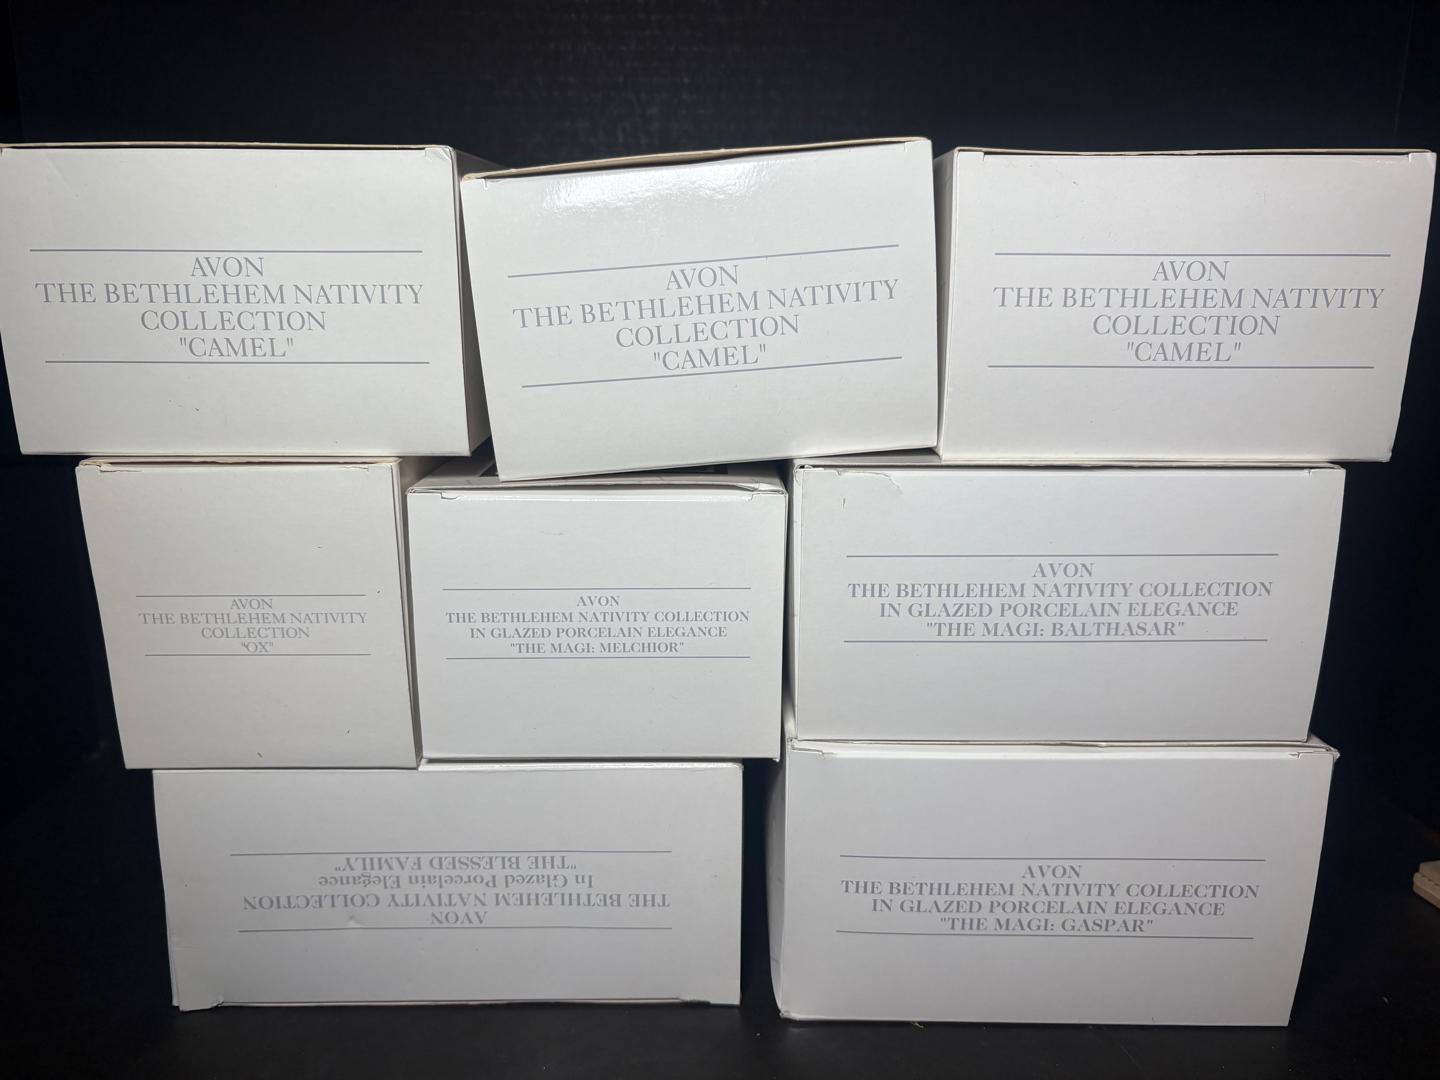 AVON
THE BETHLEHEM NATIVITY
COLLECTION
"CAMEL"
AVON
THE BETHLEHEM NATIVITY
COLLECTION
"CAMEL"
AVON
THE BETHLEHEM NATIVITY
COLLECTION
"CAMEL"
AVON
THE BETHLEHEM NATIVITY
COLLECTION
"OX"
AVON
THE BETHLEHEM NATIVITY COLLECTION
IN GLAZED PORCELAIN ELEGANCE
"THE MAGI: MELCHIOR"
AVON
THE BETHLEHEM NATIVITY COLLECTION
IN GLAZED PORCELAIN ELEGANCE
"THE MAGI: BALTHASAR"
AVON
THE BETHLEHEM NATIVITY COLLECTION
In Glazed Porcelain Elegance
"THE BLESSED FAMILY"
AVON
THE BETHLEHEM NATIVITY COLLECTION
IN GLAZED PORCELAIN ELEGANCE
"THE MAGI: GASPAR"